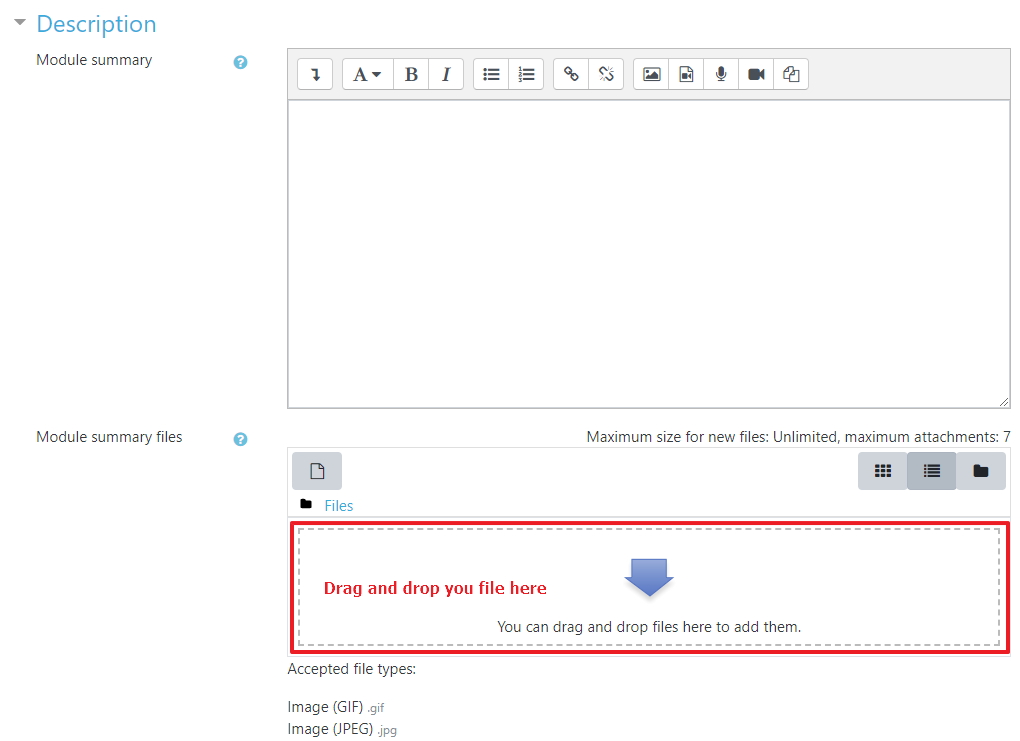 Description
Module summary
A B I
Module summary files
Maximum size for new files: Unlimited, maximum attachments: 7
Files
Drag and drop you file here
You can drag and drop files here to add them.
Accepted file types:
Image (GIF) .gif
Image (JPEG) .jpg